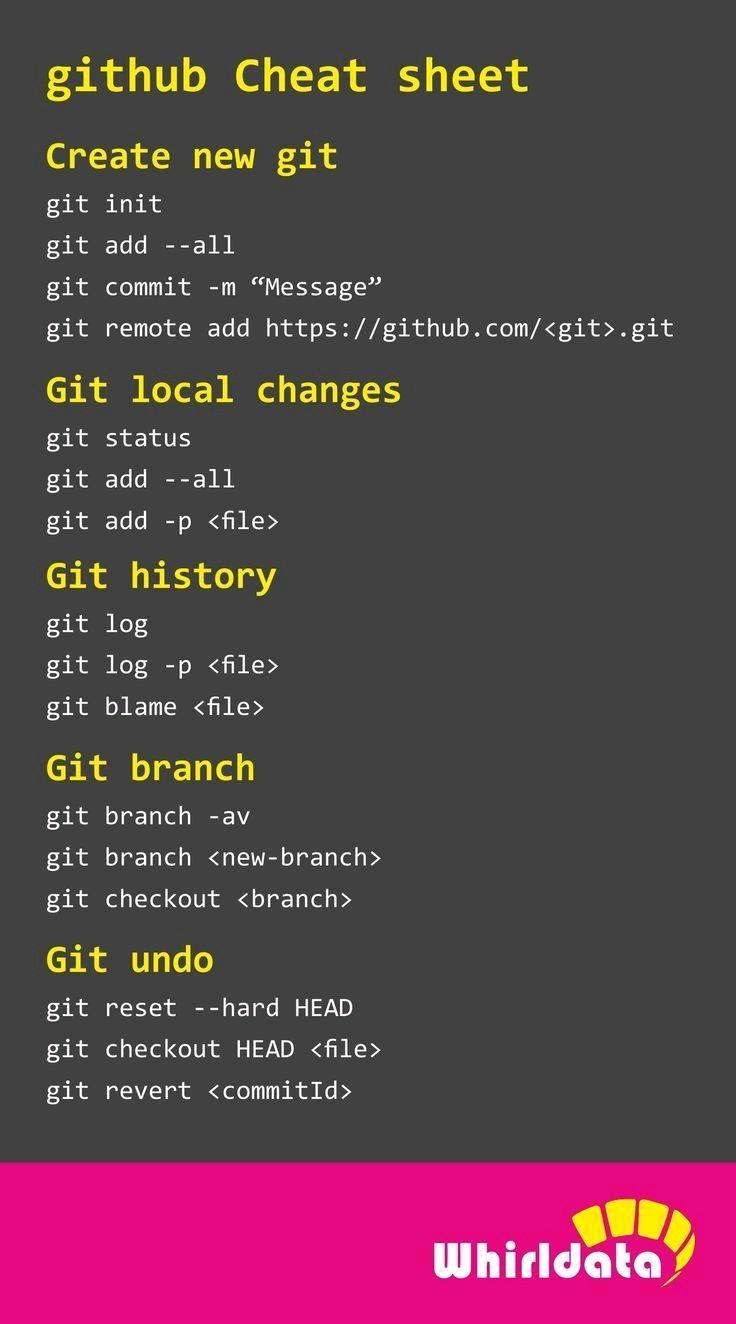 github Cheat sheet
Create new git
git init
git add --all
git commit -m “Message”
git remote add https://github.com/<git>.git
Git local changes
git status
git add --all
git add -p <file>
Git history
git log
git log -p <file>
git blame <file>
Git branch
git branch -av
git branch <new-branch>
git checkout <branch>
Git undo
git reset --hard HEAD
git checkout HEAD <file>
git revert <commitId>
Whirldata